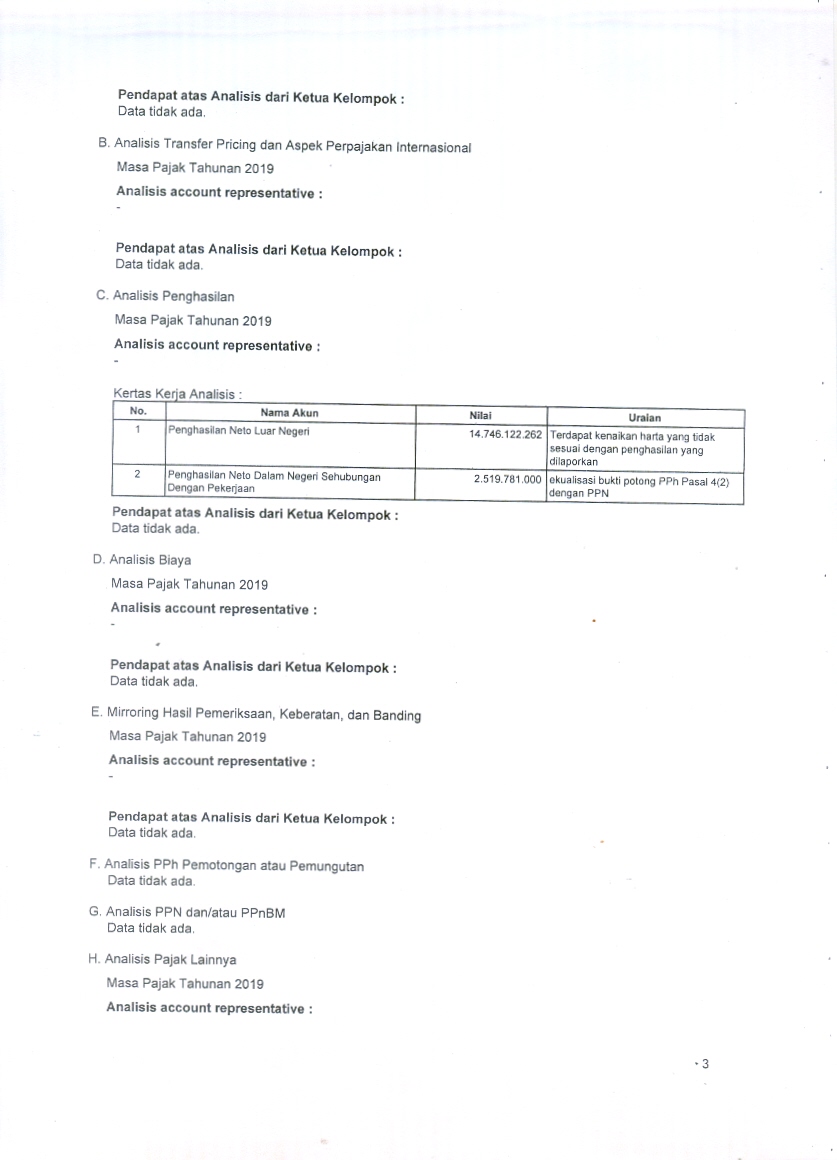 Pendapat atas Analisis dari Ketua Kelompok :
Data tidak ada.
B. Analisis Transfer Pricing dan Aspek Perpajakan Internasional
Masa Pajak Tahunan 2019
Analisis account representative :
-
Pendapat atas Analisis dari Ketua Kelompok :
Data tidak ada.
C. Analisis Penghasilan
Masa Pajak Tahunan 2019
Analisis account representative :
-
Kertas Kerja Analisis :
No. Nama Akun Nilai Uraian
1 Penghasilan Neto Luar Negeri 14.746.122.262 Terdapat kenaikan harta yang tidak
sesuai dengan penghasilan yang
dilaporkan
2 Penghasilan Neto Dalam Negeri Sehubungan 2.519.781.000 ekualisasi bukti potong PPh Pasal 4(2)
Dengan Pekerjaan dengan PPN
Pendapat atas Analisis dari Ketua Kelompok :
Data tidak ada.
D. Analisis Biaya
Masa Pajak Tahunan 2019
Analisis account representative :
-
Pendapat atas Analisis dari Ketua Kelompok :
Data tidak ada.
E. Mirroring Hasil Pemeriksaan, Keberatan, dan Banding
Masa Pajak Tahunan 2019
Analisis account representative :
-
Pendapat atas Analisis dari Ketua Kelompok :
Data tidak ada.
F. Analisis PPh Pemotongan atau Pemungutan
Data tidak ada.
G. Analisis PPN dan/atau PPnBM
Data tidak ada.
H. Analisis Pajak Lainnya
Masa Pajak Tahunan 2019
Analisis account representative :
- 3